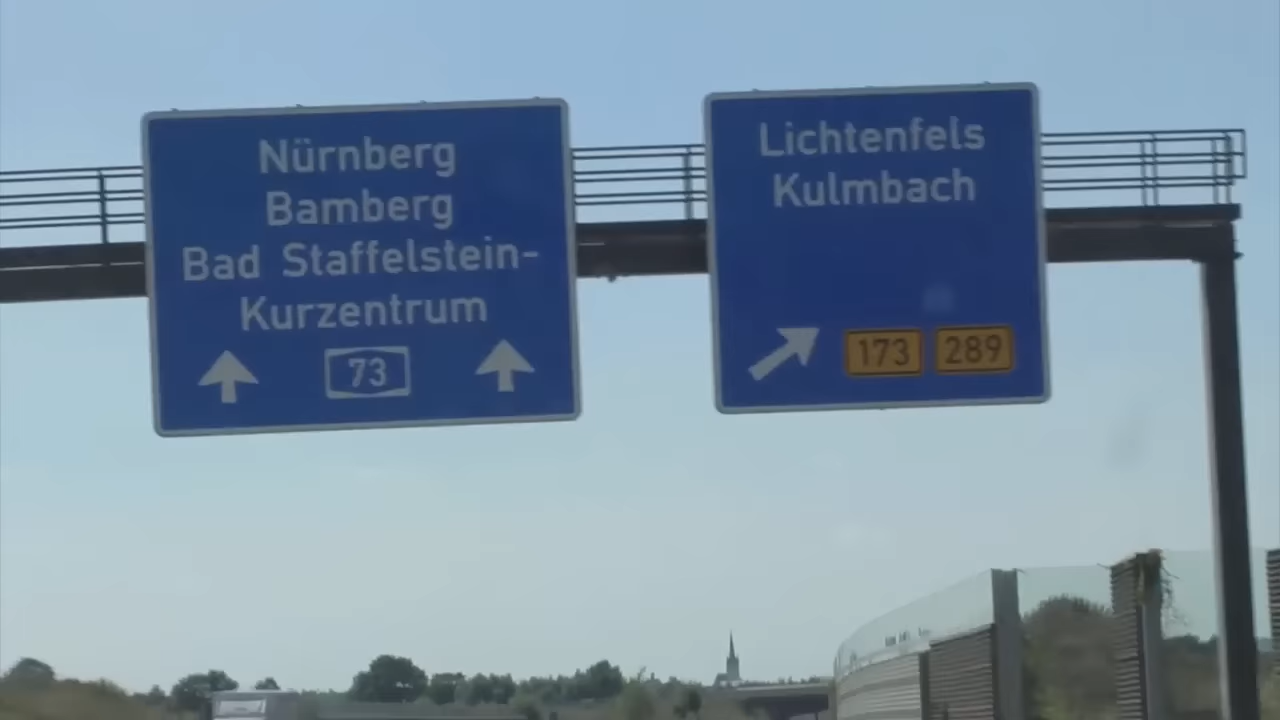 Nürnberg
Bamberg
Bad Staffelstein-
Kurzentrum
73
Lichtenfels
Kulmbach
173 289